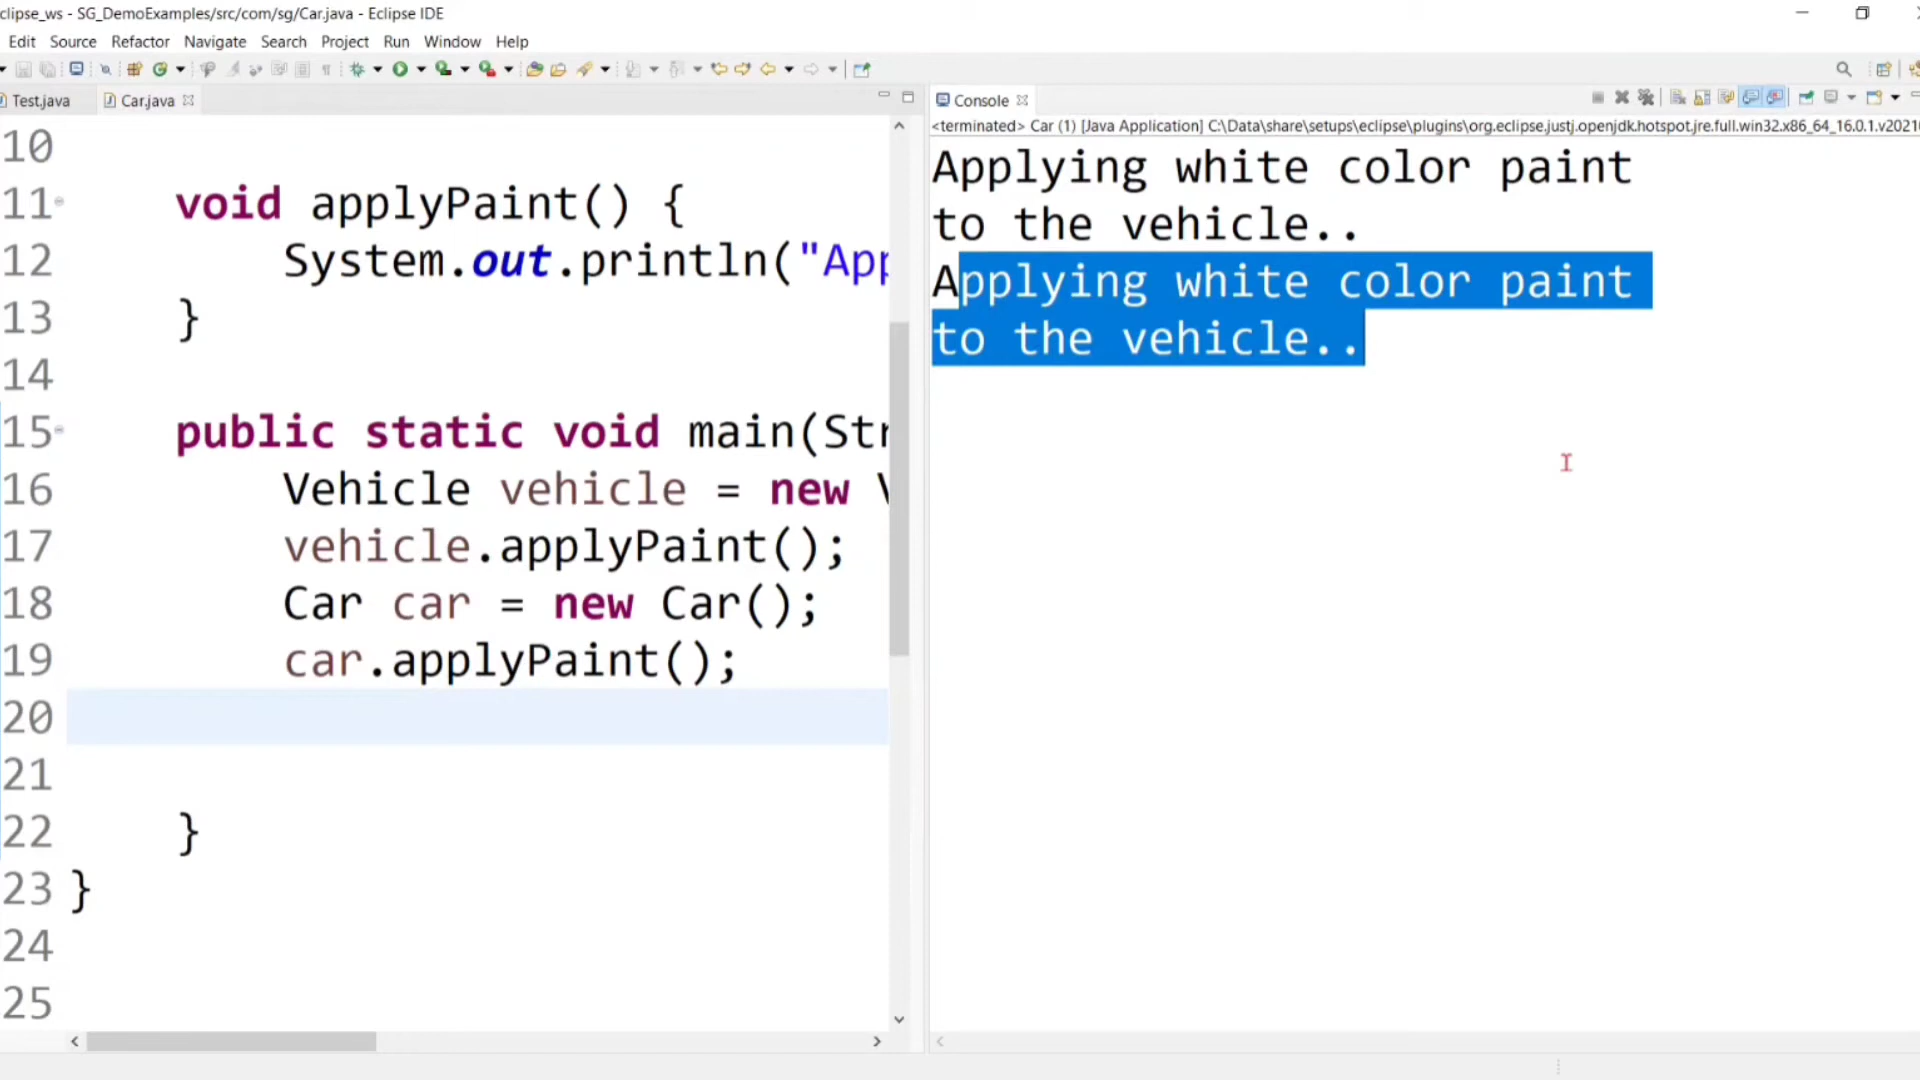 clipse_ws - SG_DemoExamples/src/com/sg/Car.java - Eclipse IDE
Edit Source Refactor Navigate Search Project Run Window Help
Test.java Car.java
10
11 void applyPaint() {
12 System.out.println("App
13 }
14
15 public static void main(Str
16 Vehicle vehicle = new V
17 vehicle.applyPaint();
18 Car car = new Car();
19 car.applyPaint();
20
21
22 }
23 }
24
25
Console
<terminated> Car (1) [Java Application] C:\Data\share\setups\eclipse\plugins\org.eclipse.justj.openjdk.hotspot.jre.full.win32.x86_64_16.0.1.v2021
Applying white color paint
to the vehicle..
Applying white color paint
to the vehicle..